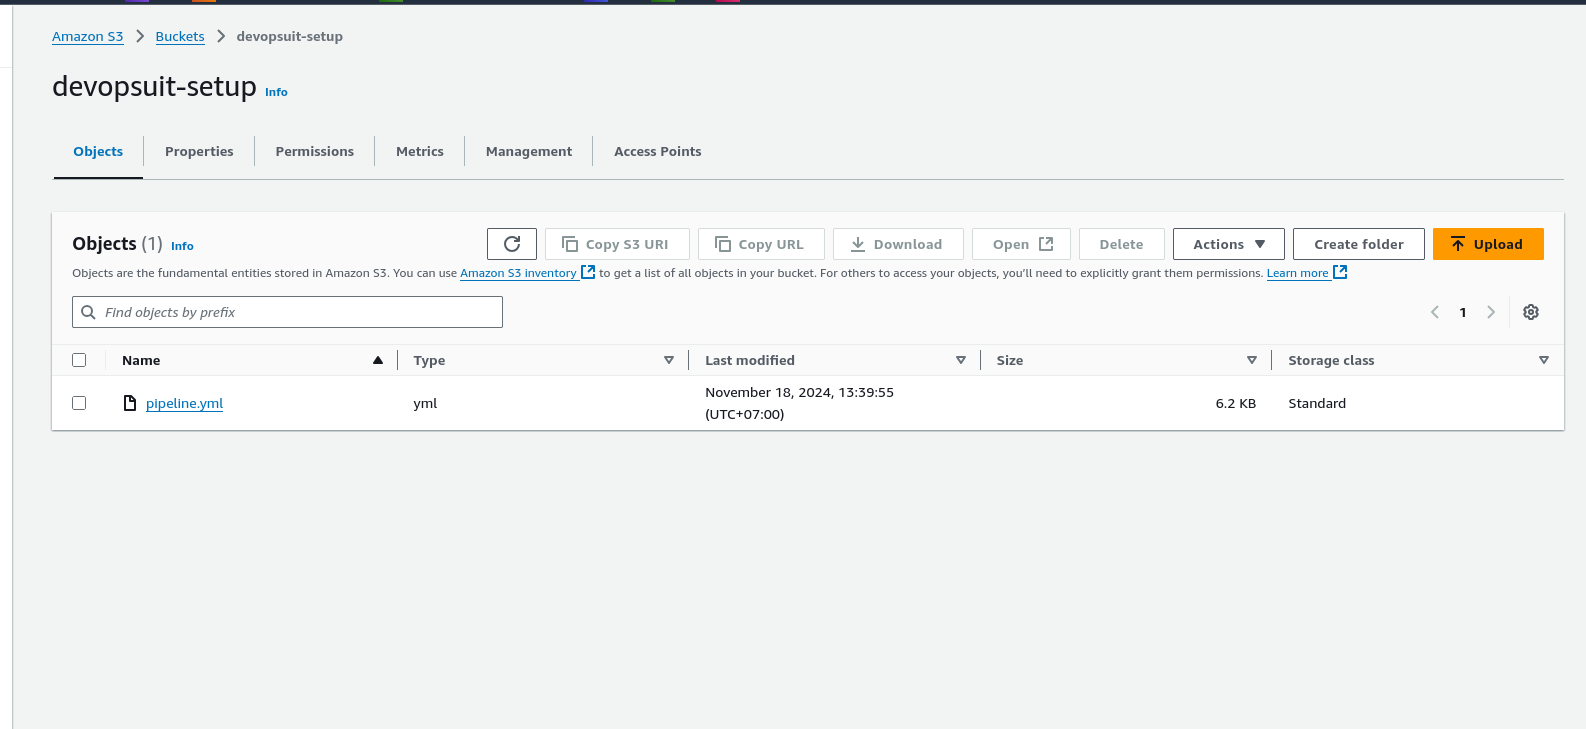 Amazon S3 > Buckets > devopsuit-setup
devopsuit-setup Info
Objects Properties Permissions Metrics Management Access Points
Objects (1) Info Copy S3 URI Copy URL Download Open Delete Actions Create folder Upload
Objects are the fundamental entities stored in Amazon S3. You can use Amazon S3 inventory to get a list of all objects in your bucket. For others to access your objects, you'll need to explicitly grant them permissions. Learn more
Find objects by prefix 1
Name Type Last modified Size Storage class
pipeline.yml yml November 18, 2024, 13:39:55 6.2 KB Standard
(UTC+07:00)